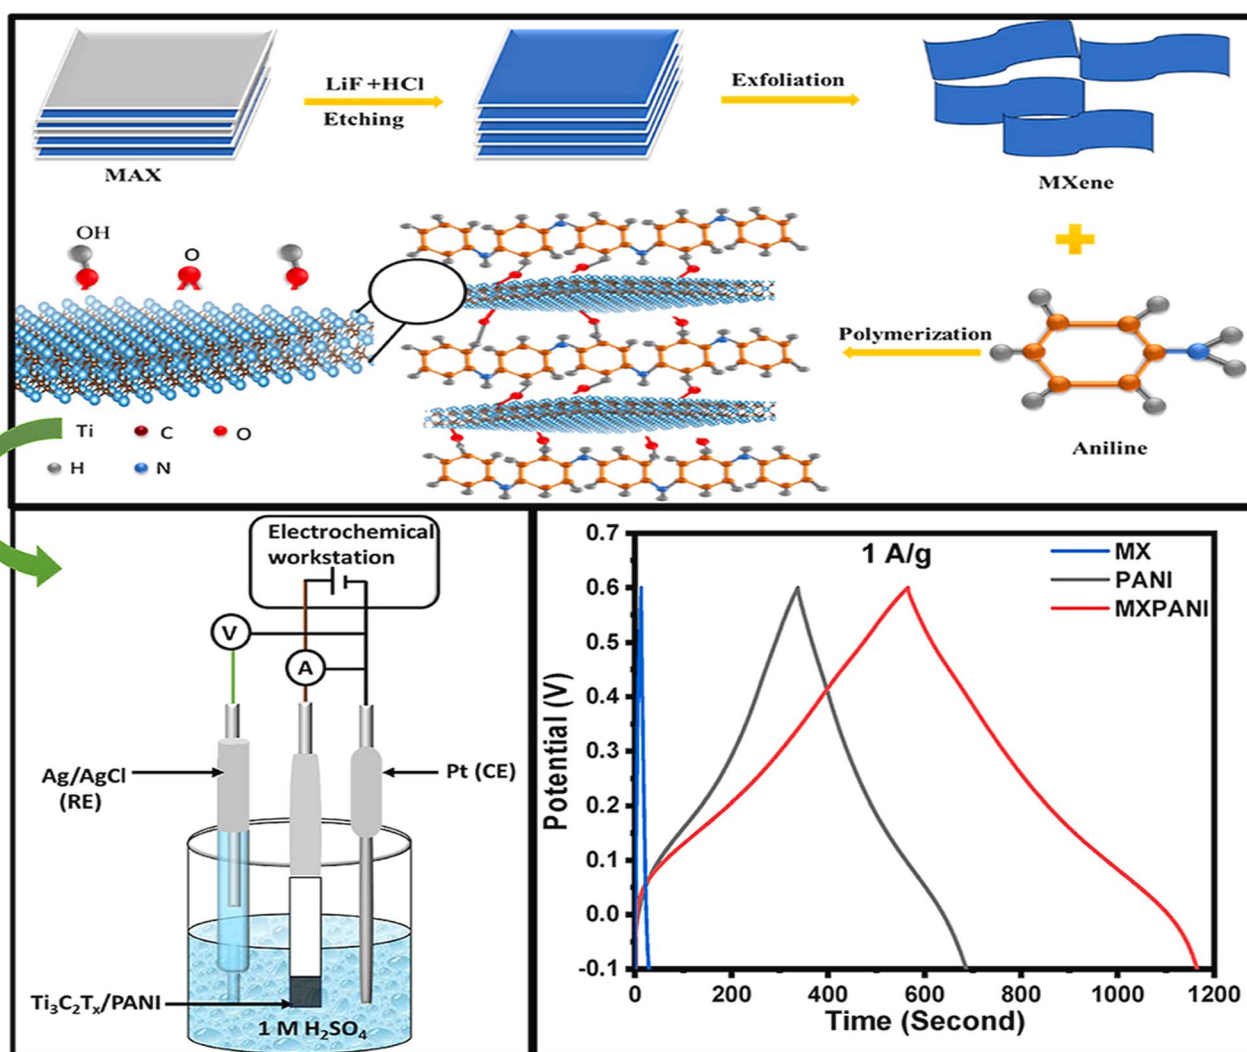 LiF+HCl
Etching
Exfoliation
MAX
MXene
OH
O
Polymerization
Ti
C
O
H
N
Aniline
Electrochemical
workstation
V
A
Ag/AgCl
(RE)
Pt (CE)
Ti₃C₂Tₓ/PANI
1 M H₂SO₄
1 A/g
MX
PANI
MXPANI
Potential (V)
0.7
0.6
0.5
0.4
0.3
0.2
0.1
0.0
-0.1
0 200 400 600 800 1000 1200
Time (Second)